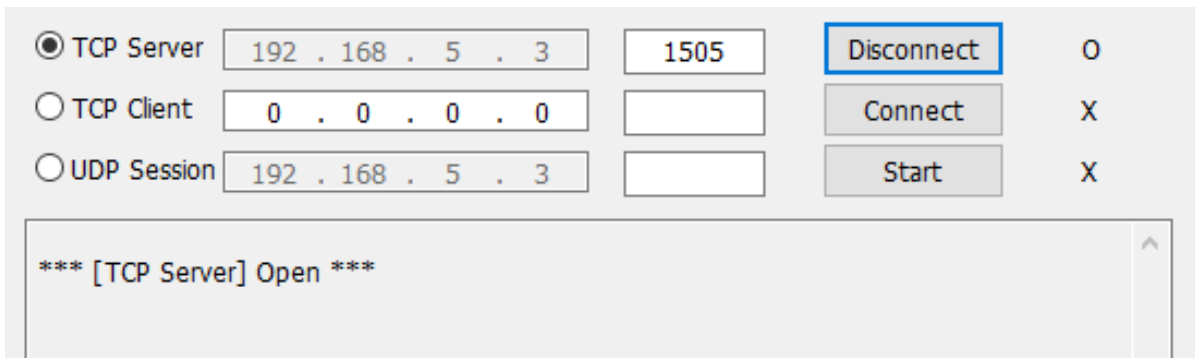 TCP Server 192 . 168 . 5 . 3 1505 Disconnect O
TCP Client 0 . 0 . 0 . 0 Connect X
UDP Session 192 . 168 . 5 . 3 Start X
*** [TCP Server] Open ***